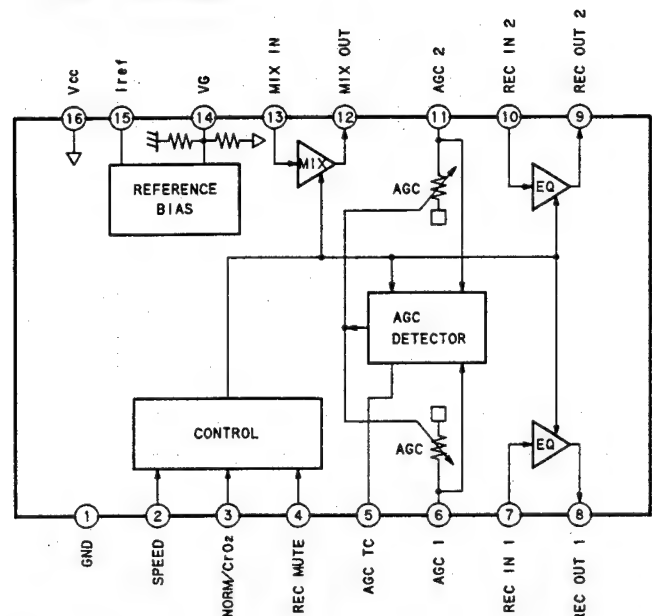 Vcc
Iref
VG
MIX IN
MIX OUT
AGC 2
REC IN 2
REC OUT 2
16
15
14
13
12
11
10
9
MIX
REFERENCE
BIAS
AGC
EQ
AGC
DETECTOR
CONTROL
AGC
EQ
1
2
3
4
5
6
7
8
GND
SPEED
NORM/CrO2
REC MUTE
AGC TC
AGC 1
REC IN 1
REC OUT 1